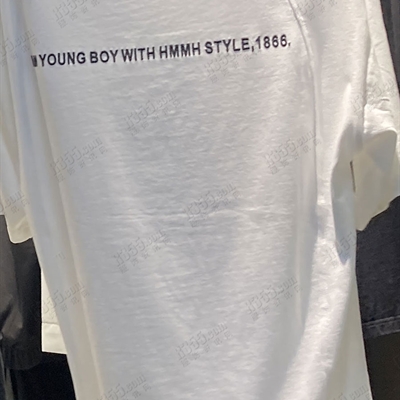 YOUNG BOY WITH HMMH STYLE,1866.